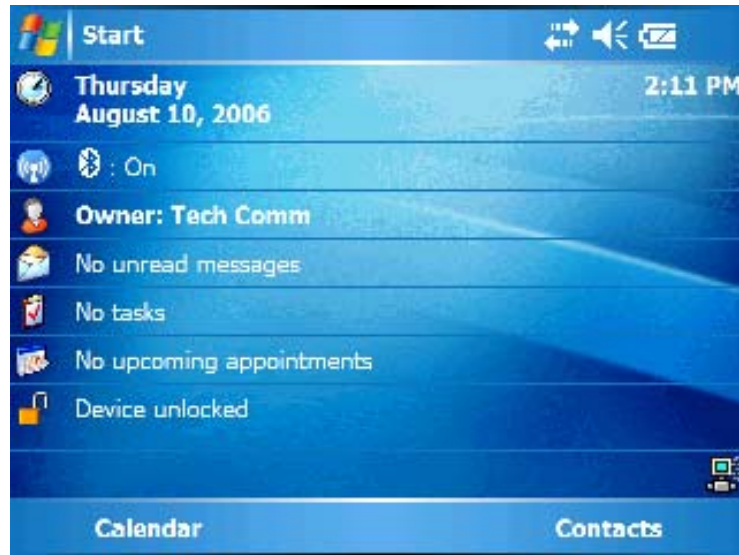 Start
Thursday 2:11 PM
August 10, 2006
: On
Owner: Tech Comm
No unread messages
No tasks
No upcoming appointments
Device unlocked
Calendar Contacts